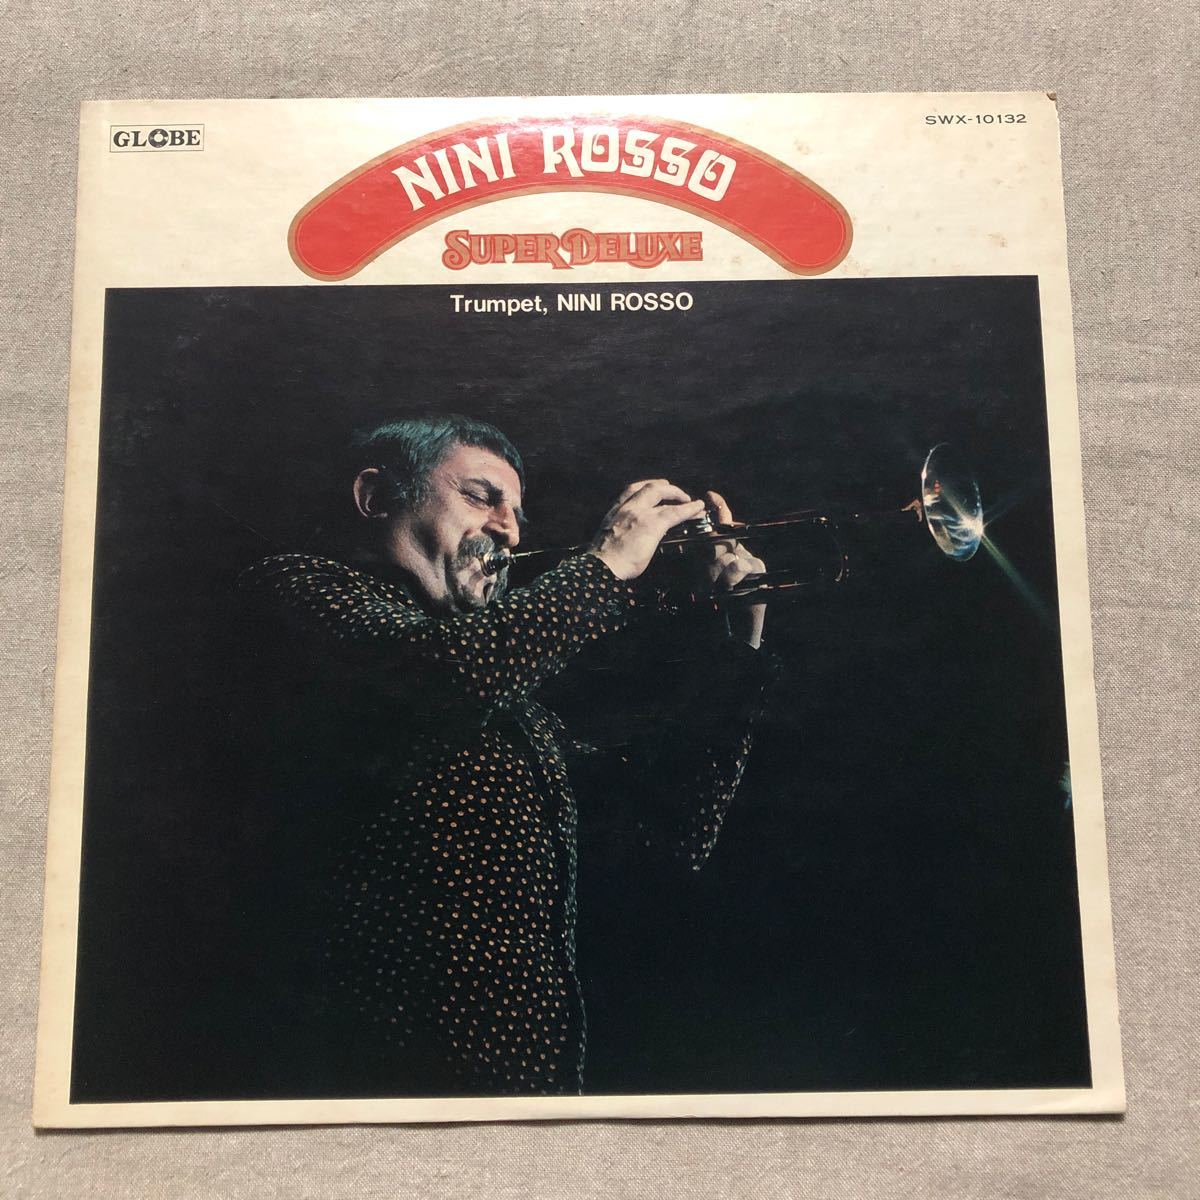 GLOBE
SWX-10132
NINI ROSSO
SUPER DELUXE
Trumpet, NINI ROSSO